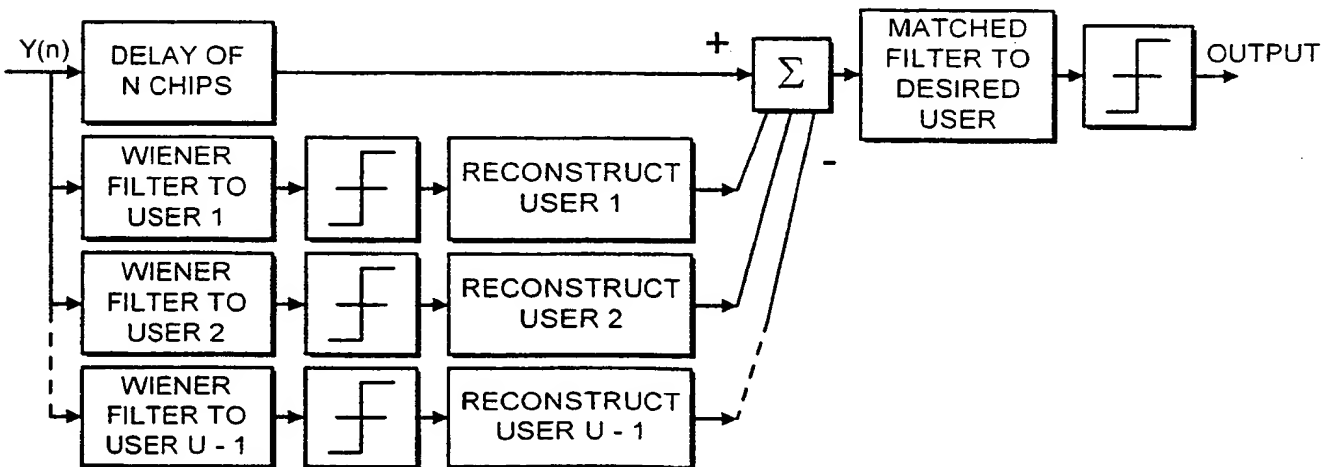 Y(n)
DELAY OF
N CHIPS
+
Σ
MATCHED
FILTER TO
DESIRED
USER
OUTPUT
-
WIENER
FILTER TO
USER 1
RECONSTRUCT
USER 1
WIENER
FILTER TO
USER 2
RECONSTRUCT
USER 2
WIENER
FILTER TO
USER U - 1
RECONSTRUCT
USER U - 1